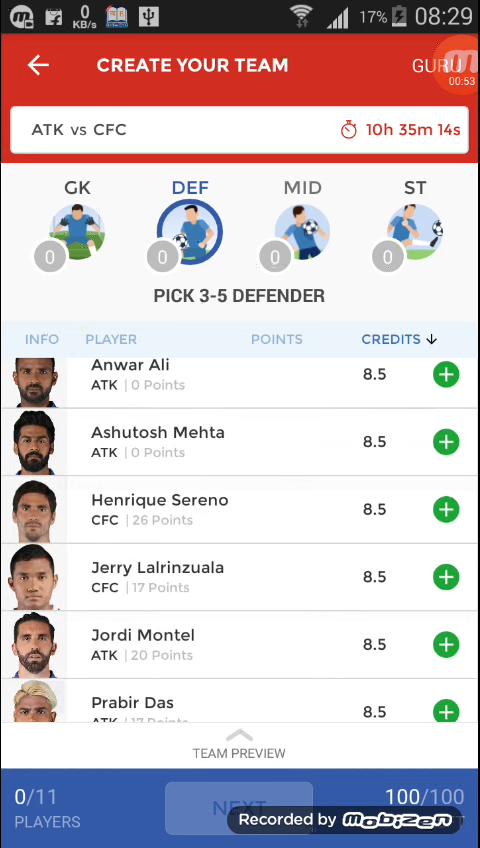 0
KB/s
17%
08:29
CREATE YOUR TEAM
GURU
00:53
ATK vs CFC
10h 35m 14s
GK DEF MID ST
0 0 0 0
PICK 3-5 DEFENDER
INFO PLAYER POINTS CREDITS
Anwar Ali
ATK | 0 Points
8.5
Ashutosh Mehta
ATK | 0 Points
8.5
Henrique Sereno
CFC | 26 Points
8.5
Jerry Lalrinzuala
CFC | 17 Points
8.5
Jordi Montel
ATK | 20 Points
8.5
Prabir Das
ATK | 17 Points
8.5
TEAM PREVIEW
0/11
PLAYERS
NEXT
100/100
Recorded by Mobizen